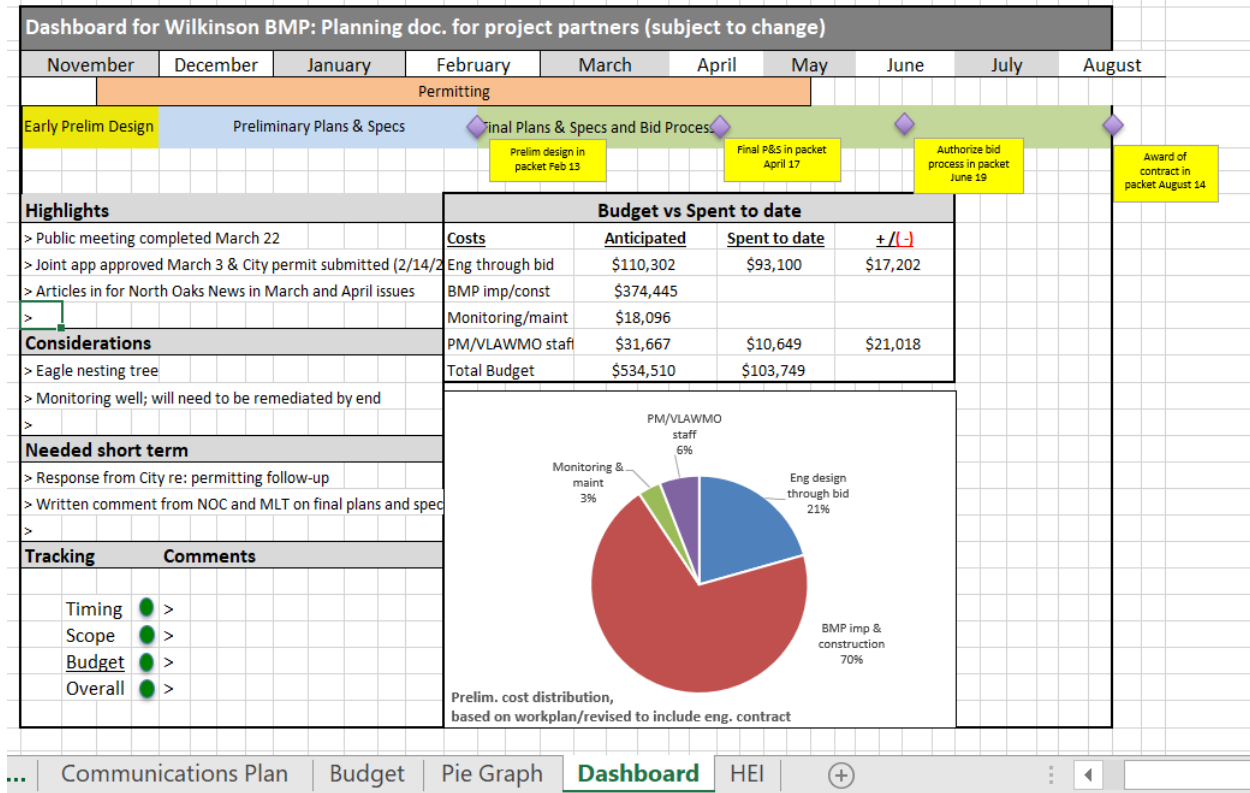 Dashboard for Wilkinson BMP: Planning doc. for project partners (subject to change)
November December January February March April May June July August
Permitting
Early Prelim Design Preliminary Plans & Specs Final Plans & Specs and Bid Process
Prelim design in
packet Feb 13
Final P&S in packet
April 17
Authorize bid
process in packet
June 19
Award of
contract in
packet August 14
Highlights
> Public meeting completed March 22
> Joint app approved March 3 & City permit submitted (2/14/2
> Articles in for North Oaks News in March and April issues
>
Considerations
> Eagle nesting tree
> Monitoring well; will need to be remediated by end
>
Needed short term
> Response from City re: permitting follow-up
> Written comment from NOC and MLT on final plans and spec
>
Tracking Comments
Timing >
Scope >
Budget >
Overall >
Budget vs Spent to date
Costs Anticipated Spent to date + /( -)
Eng through bid $110,302 $93,100 $17,202
BMP imp/const $374,445
Monitoring/maint $18,096
PM/VLAWMO staff $31,667 $10,649 $21,018
Total Budget $534,510 $103,749
PM/VLAWMO
staff
6%
Monitoring &
maint
3%
Eng design
through bid
21%
BMP imp &
construction
70%
Prelim. cost distribution,
based on workplan/revised to include eng. contract
... Communications Plan Budget Pie Graph Dashboard HEI